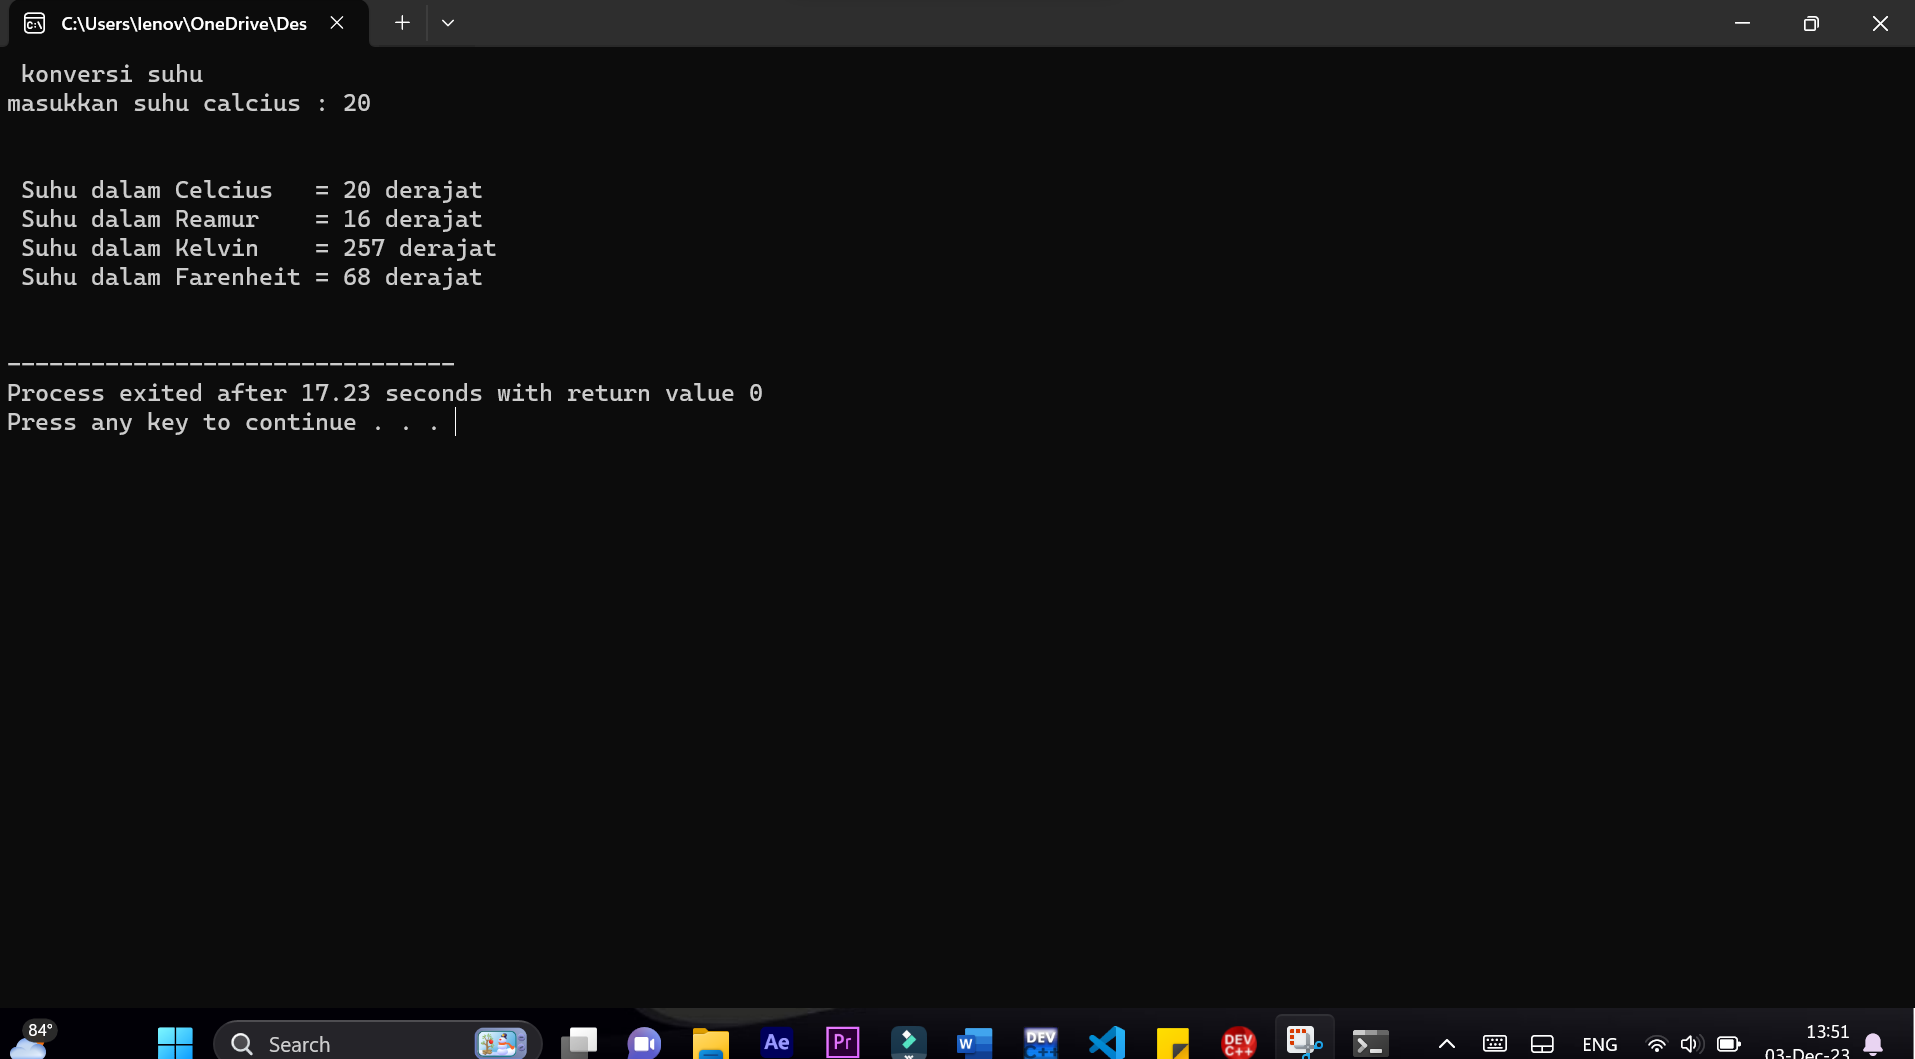 C:\Users\lenov\OneDrive\Des
konversi suhu
masukkan suhu calcius : 20
Suhu dalam Celcius = 20 derajat
Suhu dalam Reamur = 16 derajat
Suhu dalam Kelvin = 257 derajat
Suhu dalam Farenheit = 68 derajat
--------------------------------
Process exited after 17.23 seconds with return value 0
Press any key to continue . . .
84°
Search
Ae
Pr
W
DEV
C++
DEV
C++
ENG
13:51
03-Dec-23